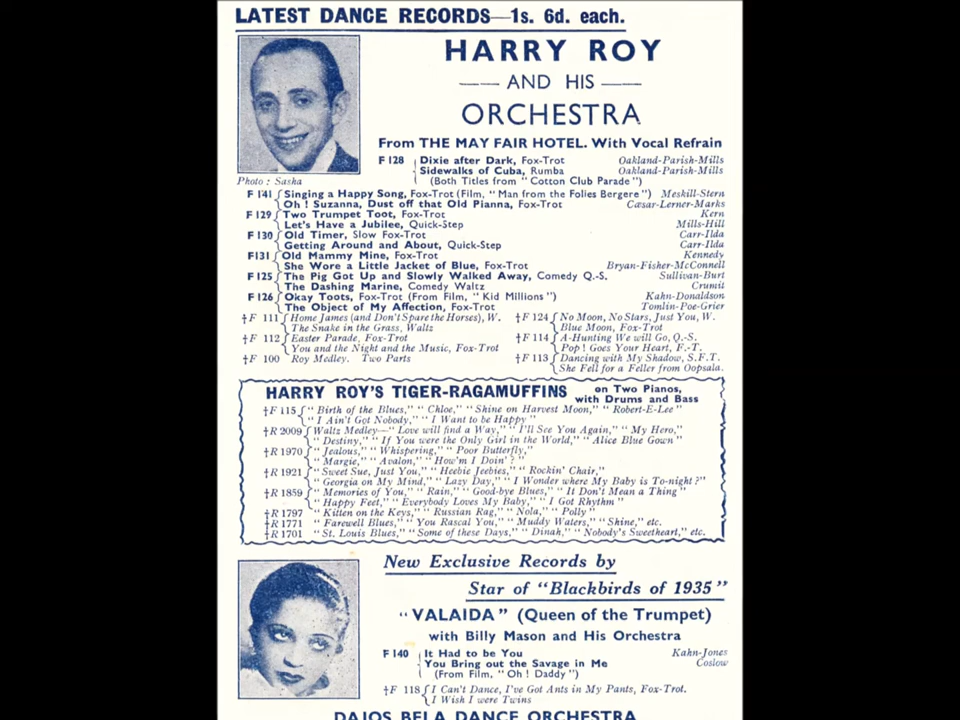 LATEST DANCE RECORDS—1s. 6d. each.
HARRY ROY
— AND HIS —
ORCHESTRA
From THE MAY FAIR HOTEL. With Vocal Refrain
Photo : Sasha
F 128 Dixie after Dark, Fox-Trot Oakland-Parish-Mills
Sidewalks of Cuba, Rumba Oakland-Parish-Mills
(Both Titles from "Cotton Club Parade")
F 141 Singing a Happy Song, Fox-Trot (Film, "Man from the Folies Bergere") Meskill-Stern
Oh ! Suzanna, Dust off that Old Pianna, Fox-Trot Cæsar-Lerner-Marks
F 129 Two Trumpet Toot, Fox-Trot Kern
Let's Have a Jubilee, Quick-Step Mills-Hill
F 130 Old Timer, Slow Fox-Trot Carr-Ilda
Getting Around and About, Quick-Step Carr-Ilda
F131 Old Mammy Mine, Fox-Trot Kennedy
She Wore a Little Jacket of Blue, Fox-Trot Bryan-Fisher-McConnell
F 125 The Pig Got Up and Slowly Walked Away, Comedy Q.-S. Sullivan-Burt
The Dashing Marine, Comedy Waltz Crumit
F 126 Okay Toots, Fox-Trot (From Film, "Kid Millions") Kahn-Donaldson
The Object of My Affection, Fox-Trot Tomlin-Poe-Grier
†F 111 Home James (and Don't Spare the Horses), W.
The Snake in the Grass, Waltz
†F 112 Easter Parade, Fox-Trot
You and the Night and the Music, Fox-Trot
†F 100 Roy Medley. Two Parts
†F 124 No Moon, No Stars, Just You, W.
Blue Moon, Fox-Trot
†F 114 A-Hunting We will Go, Q.-S.
Pop ! Goes Your Heart, F.-T.
†F 113 Dancing with My Shadow, S.F.T.
She Fell for a Feller from Oopsala.
HARRY ROY'S TIGER-RAGAMUFFINS on Two Pianos,
with Drums and Bass
†F 115 "Birth of the Blues," "Chloe," "Shine on Harvest Moon," "Robert-E-Lee"
"I Ain't Got Nobody," "I Want to be Happy"
†R 2009 Waltz Medley—"Love will find a Way," "I'll See You Again," "My Hero,"
"Destiny," "If You were the Only Girl in the World," "Alice Blue Gown"
†R 1970 "Jealous," "Whispering," "Poor Butterfly,"
"Margie," "Avalon," "How'm I Doin' ?"
†R 1921 "Sweet Sue, Just You," "Heebie Jeebies," "Rockin' Chair,"
"Georgia on My Mind," "Lazy Day," "I Wonder where My Baby is To-night ?"
†R 1859 "Memories of You," "Rain," "Good-bye Blues," "It Don't Mean a Thing"
"Happy Feet," "Everybody Loves My Baby," "I Got Rhythm"
†R 1797 "Kitten on the Keys," "Russian Rag," "Nola," "Polly"
†R 1771 "Farewell Blues," "You Rascal You," "Muddy Waters," "Shine," etc.
†R 1701 "St. Louis Blues," "Some of these Days," "Dinah," "Nobody's Sweetheart," etc.
New Exclusive Records by
Star of "Blackbirds of 1935"
"VALAIDA" (Queen of the Trumpet)
with Billy Mason and His Orchestra
F 140 It Had to be You Kahn-Jones
You Bring out the Savage in Me Coslow
(From Film, "Oh ! Daddy")
†F 118 I Can't Dance, I've Got Ants in My Pants, Fox-Trot.
I Wish I were Twins
DAJOS BELA DANCE ORCHESTRA